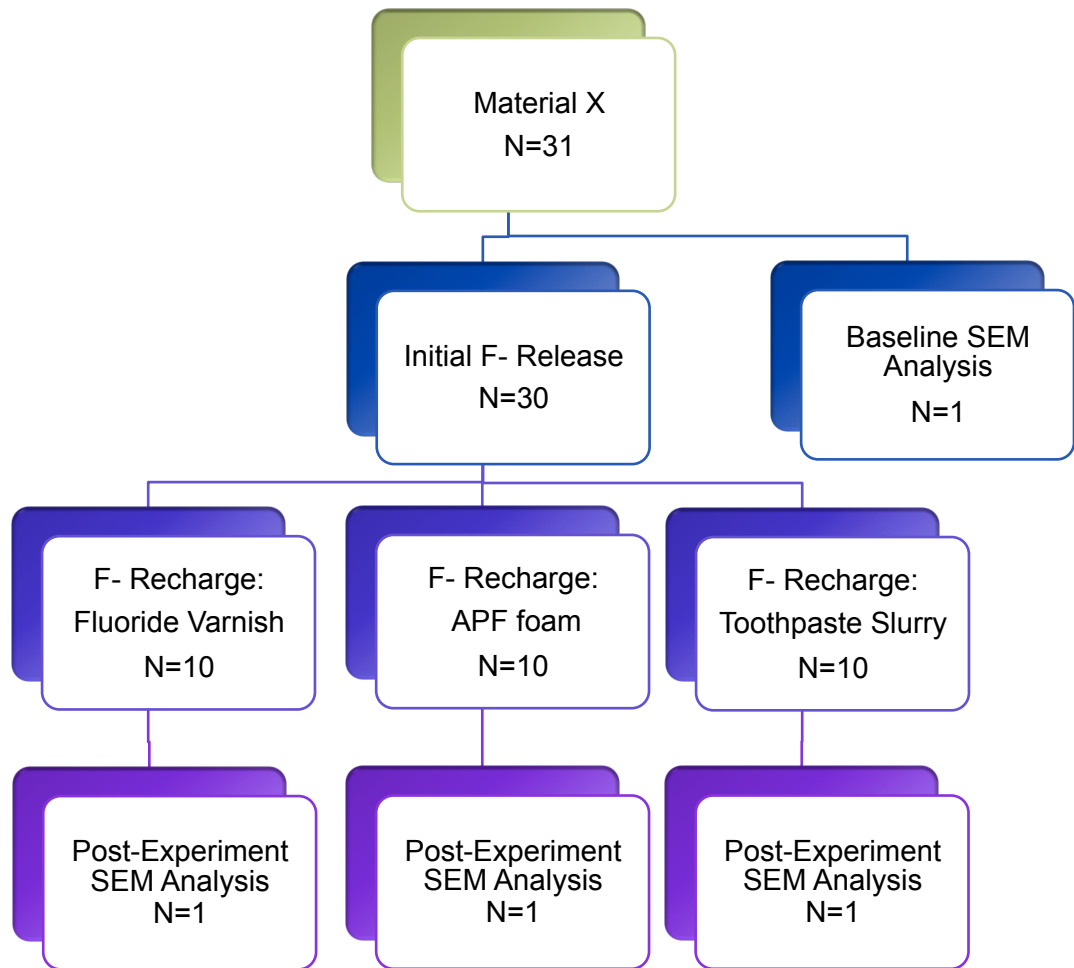 Material X
N=31
Initial F- Release
N=30
Baseline SEM
Analysis
N=1
F- Recharge:
Fluoride Varnish
N=10
F- Recharge:
APF foam
N=10
F- Recharge:
Toothpaste Slurry
N=10
Post-Experiment
SEM Analysis
N=1
Post-Experiment
SEM Analysis
N=1
Post-Experiment
SEM Analysis
N=1